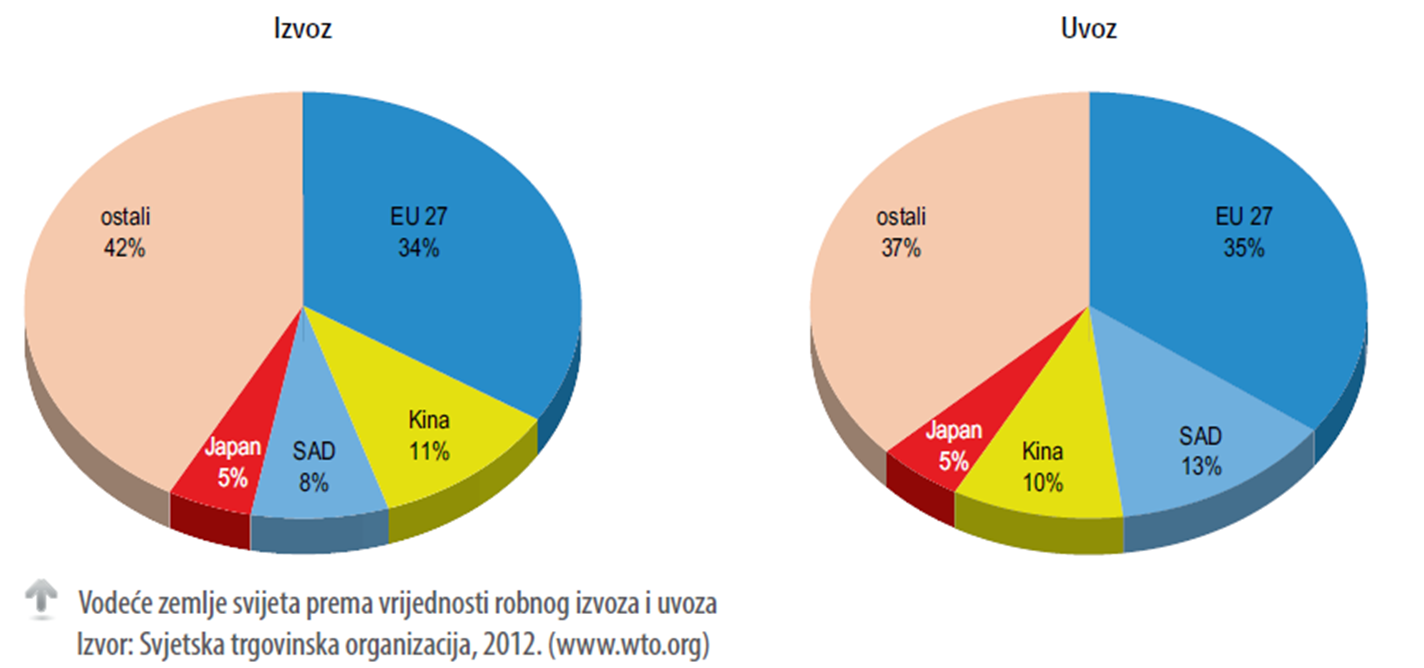 Izvoz
ostali
42%
EU 27
34%
Kina
11%
SAD
8%
Japan
5%
Uvoz
ostali
37%
EU 27
35%
SAD
13%
Kina
10%
Japan
5%
Vodeće zemlje svijeta prema vrijednosti robnog izvoza i uvoza
Izvor: Svjetska trgovinska organizacija, 2012. (www.wto.org)